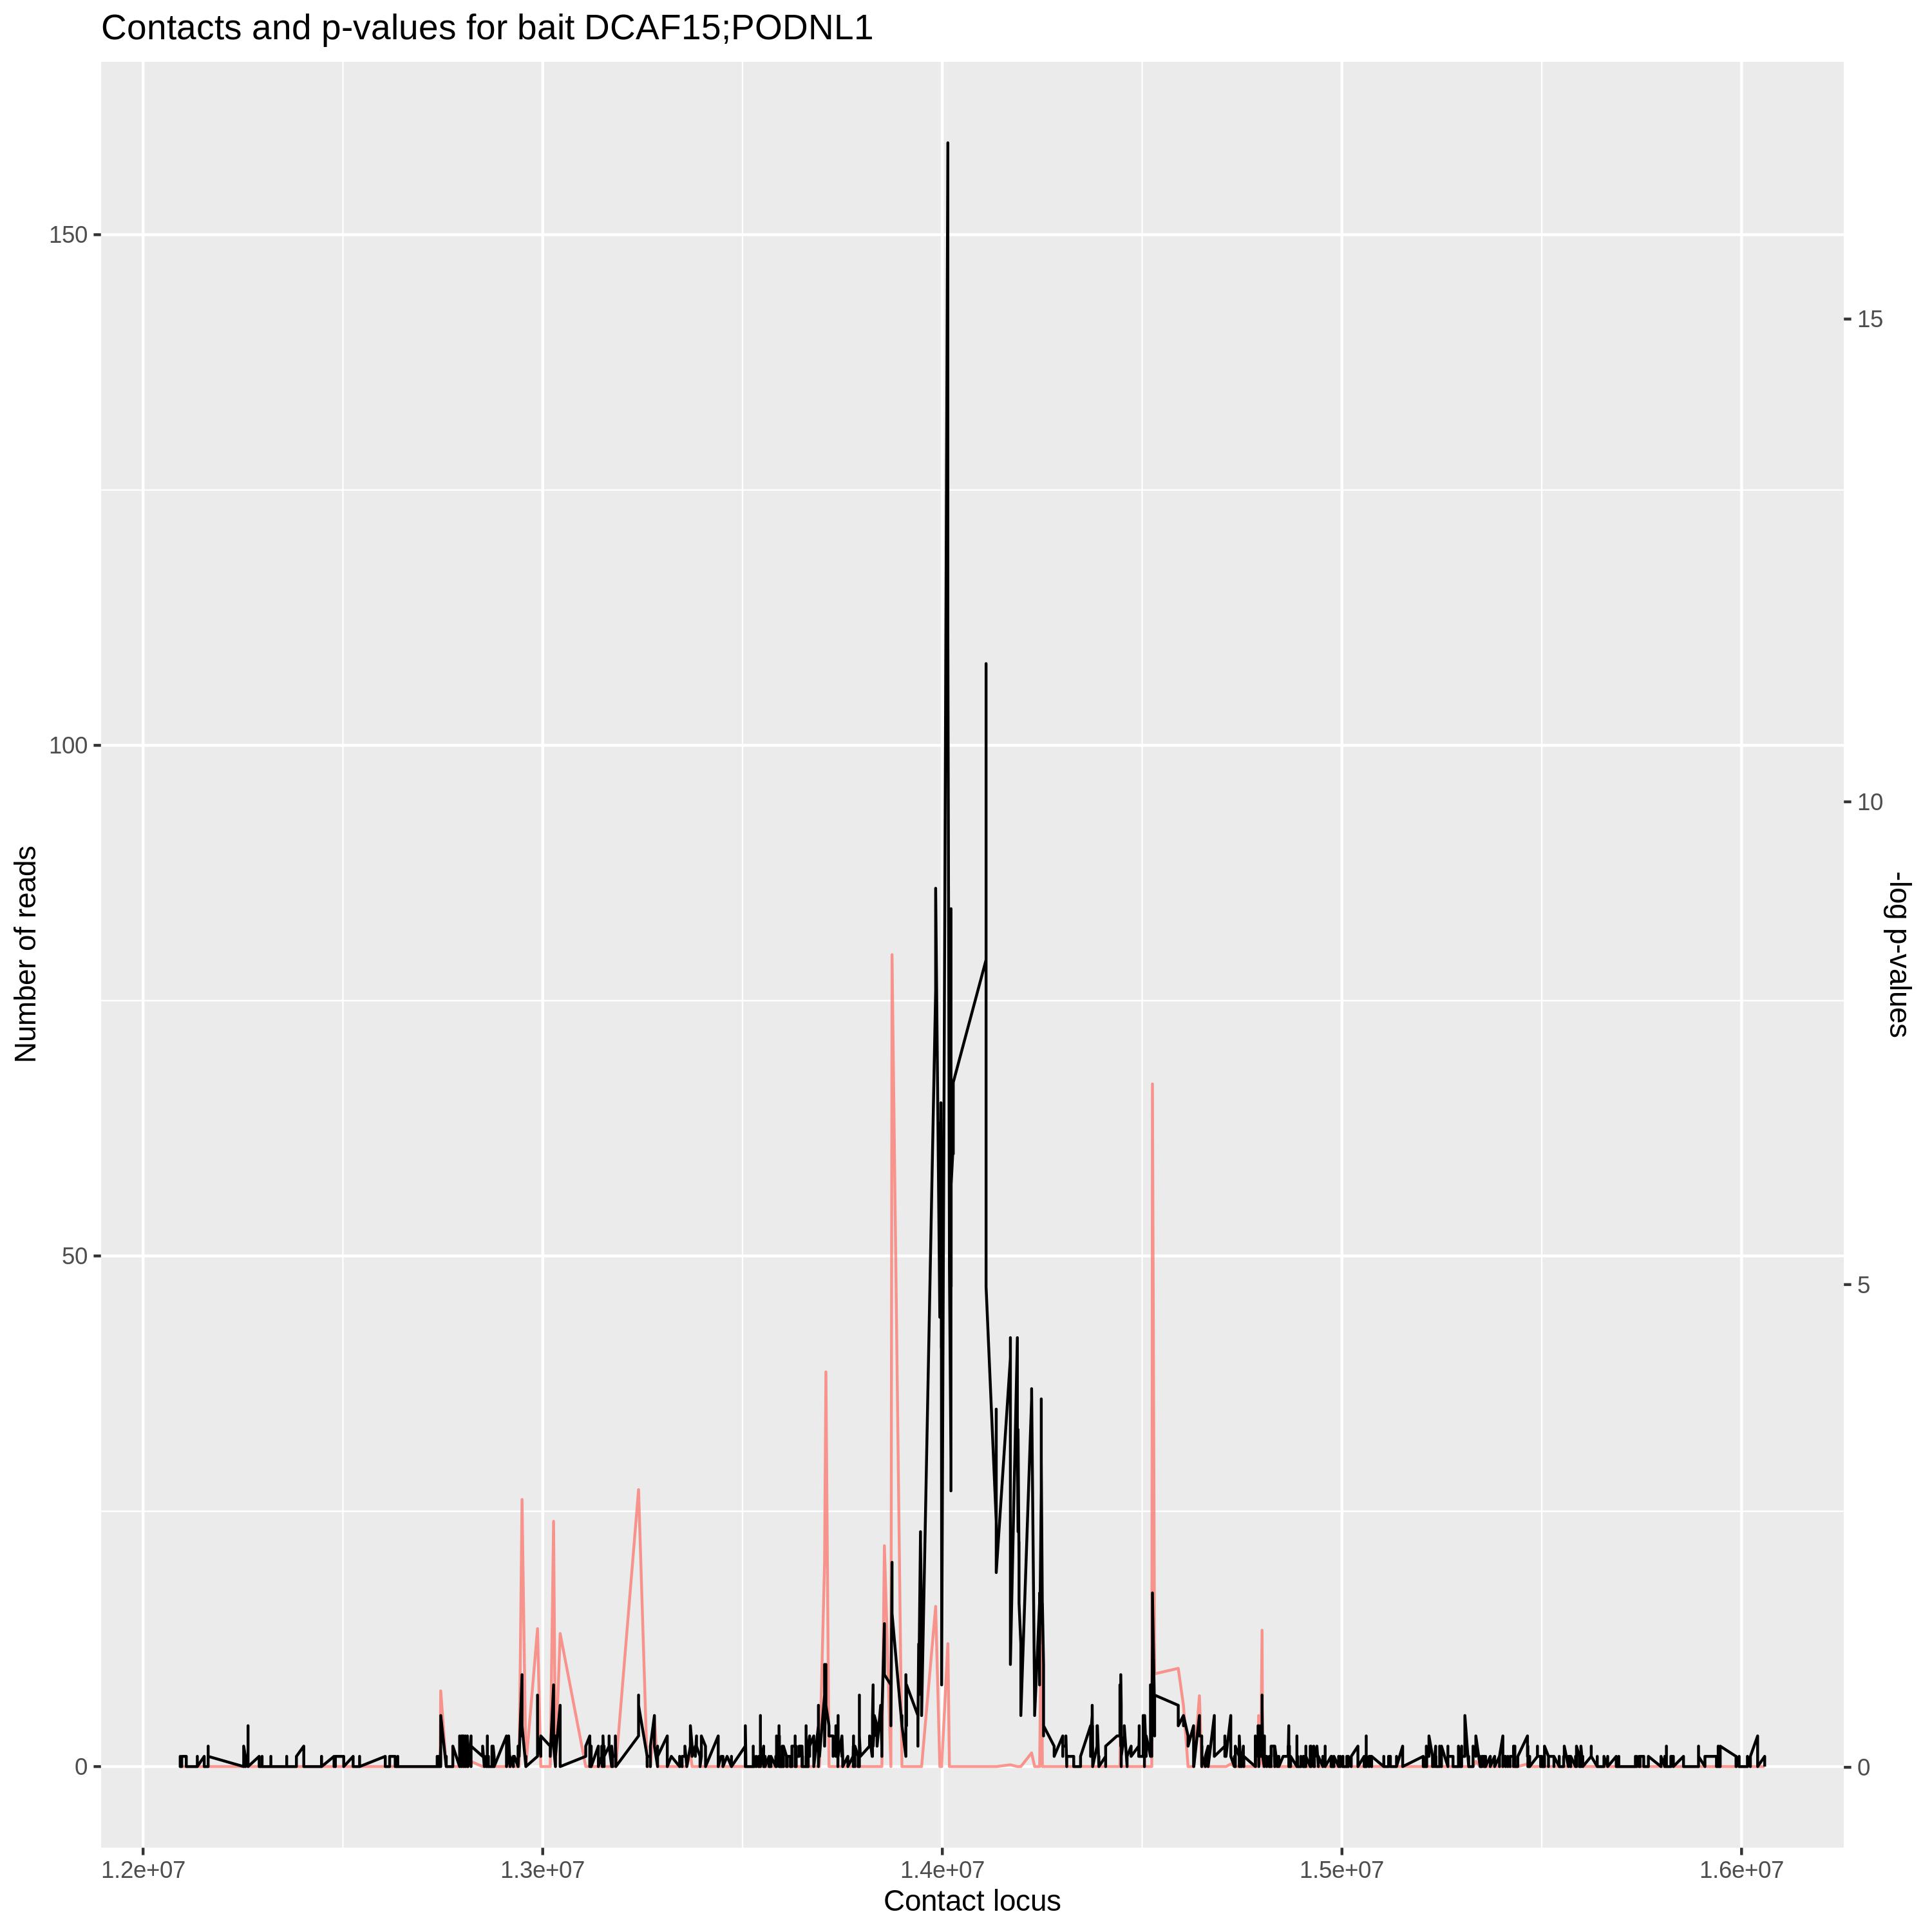 Contacts and p-values for bait DCAF15;PODNL1
150
100
50
0
Number of reads
15
10
5
0
-log p-values
1.2e+07
1.3e+07
1.4e+07
1.5e+07
1.6e+07
Contact locus